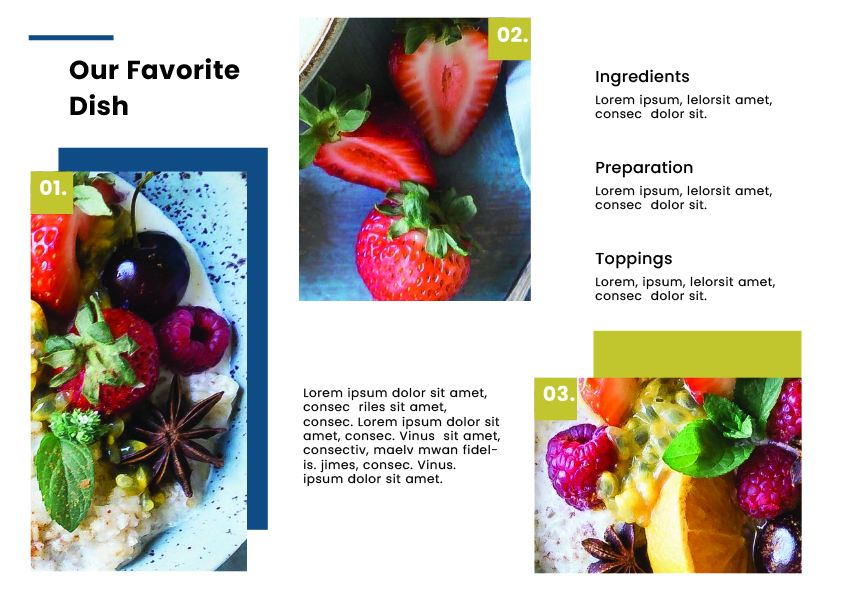 Our Favorite
Dish
01.
02.
Lorem ipsum dolor sit amet,
consec riles sit amet,
consec. Lorem ipsum dolor sit
amet, consec. Vinus sit amet,
consectiv, maelv mwan fidel-
is. jimes, consec. Vinus.
ipsum dolor sit amet.
Ingredients
Lorem ipsum, lelorsit amet,
consec dolor sit.
Preparation
Lorem ipsum, lelorsit amet,
consec dolor sit.
Toppings
Lorem, ipsum, lelorsit amet,
consec dolor sit.
03.